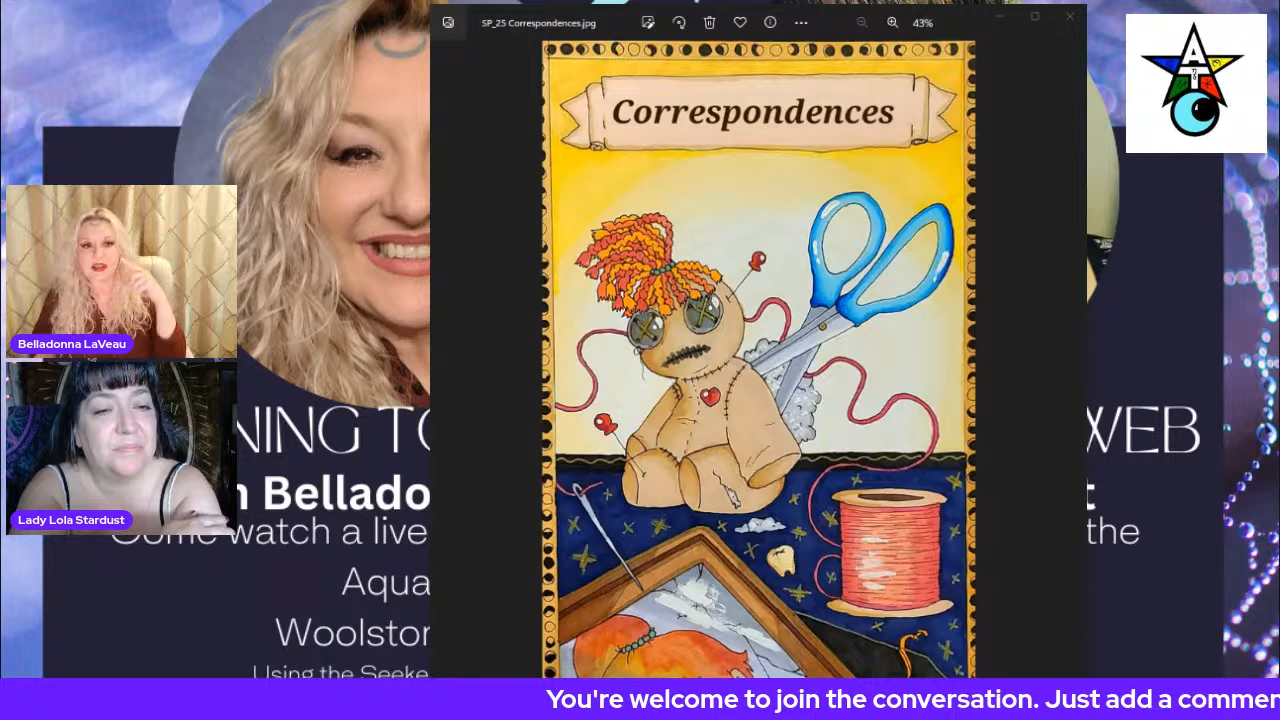 SP_25 Correspondences.jpg
43%
Correspondences
Belladonna LaVeau
NING TO
WEB
Bellado
t
Come watch a live
the
Lady Lola Stardust
Aqua
Woolstor
Using the Seeke
You're welcome to join the conversation. Just add a commen